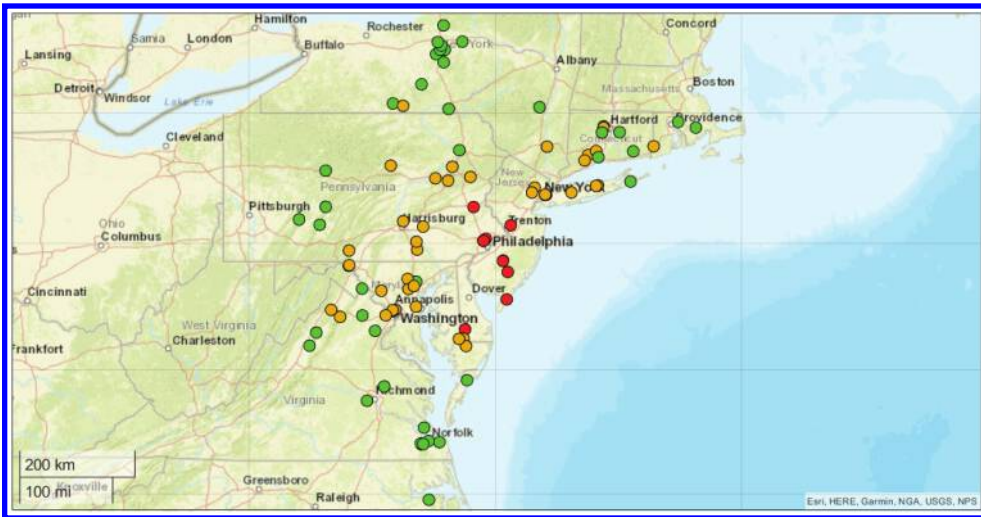 Hamilton
Rochester
Concord
Sarnia
London
Buffalo
York
Lansing
Albany
Boston
Massachusetts
Detroit
Windsor
Lake Erie
Hartford
Providence
Connecticut
Cleveland
New
Jersey
New York
Pennsylvania
Pittsburgh
Harrisburg
Trenton
Ohio
Columbus
Philadelphia
Dover
Cincinnati
Annapolis
Washington
West Virginia
Frankfort
Charleston
Virginia
Richmond
Norfolk
200 km
100 mi
Knoxville
Greensboro
Raleigh
Esri, HERE, Garmin, NGA, USGS, NPS